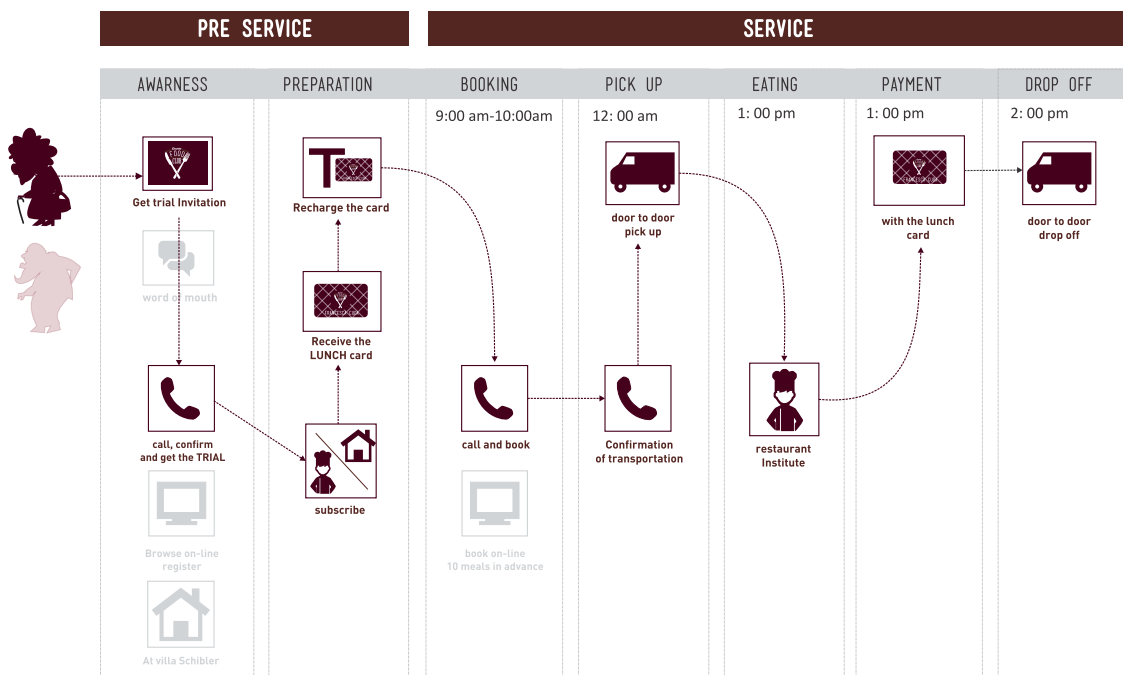 PRE SERVICE
SERVICE
AWARNESS
PREPARATION
BOOKING
PICK UP
EATING
PAYMENT
DROP OFF
9:00 am-10:00am
12: 00 am
1: 00 pm
1: 00 pm
2: 00 pm
FOOD
CLUB
Get trial Invitation
word of mouth
call, confirm
and get the TRIAL
Browse on-line
register
At villa Schibler
T
Recharge the card
Receive the
LUNCH card
subscribe
call and book
book on-line
10 meals in advance
door to door
pick up
Confirmation
of transportation
restaurant
Institute
with the lunch
card
door to door
drop off